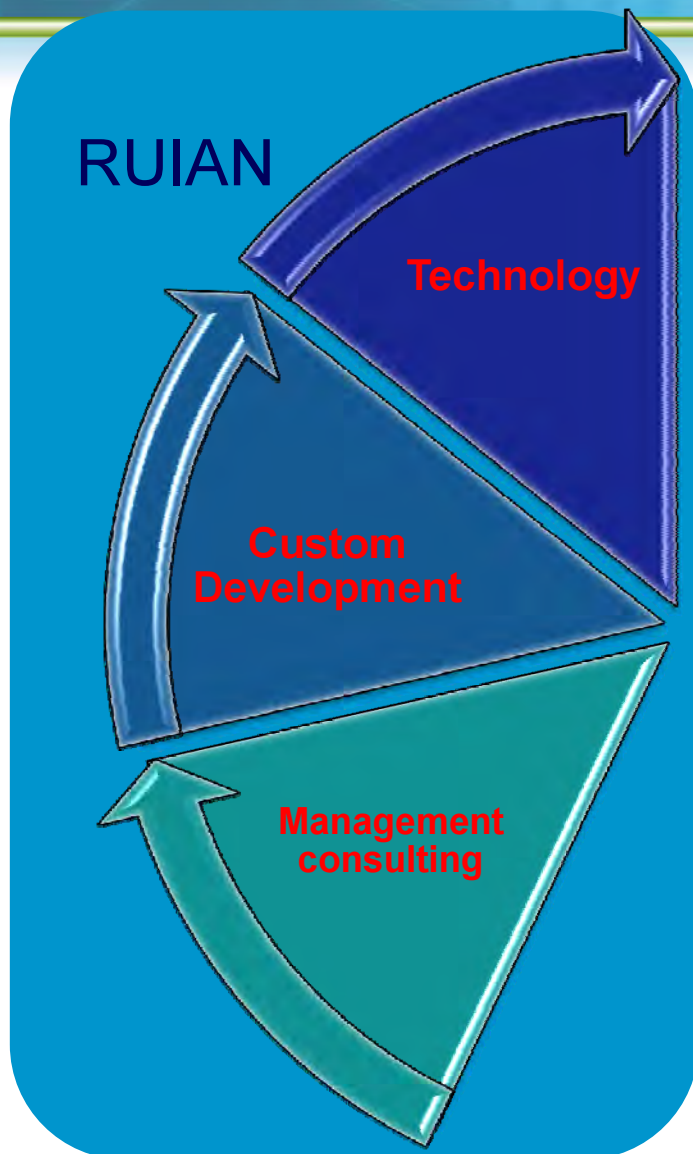 RUIAN
Technology
Custom
Development
Management
consulting